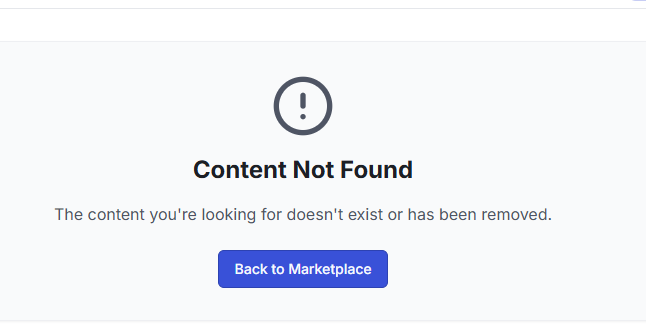 Content Not Found
The content you're looking for doesn't exist or has been removed.
Back to Marketplace